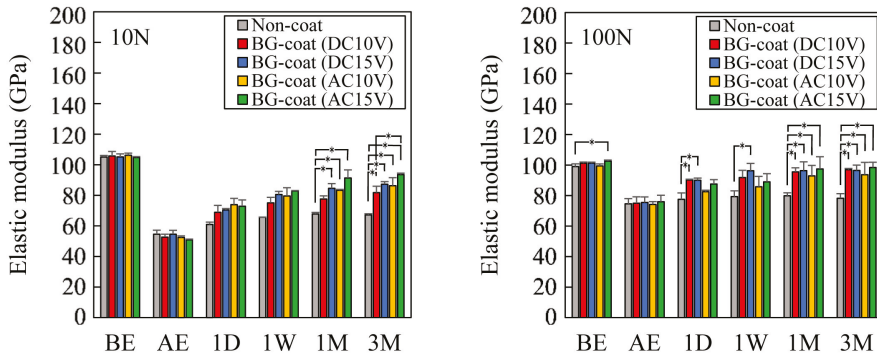 Elastic modulus (GPa)
200
180
160
140
120
100
80
60
40
20
0
10N
Non-coat
BG-coat (DC10V)
BG-coat (DC15V)
BG-coat (AC10V)
BG-coat (AC15V)
* * *
* * * *
BE AE 1D 1W 1M 3M
Elastic modulus (GPa)
200
180
160
140
120
100
80
60
40
20
0
100N
Non-coat
BG-coat (DC10V)
BG-coat (DC15V)
BG-coat (AC10V)
BG-coat (AC15V)
*
* *
*
* * * *
* * * *
BE AE 1D 1W 1M 3M